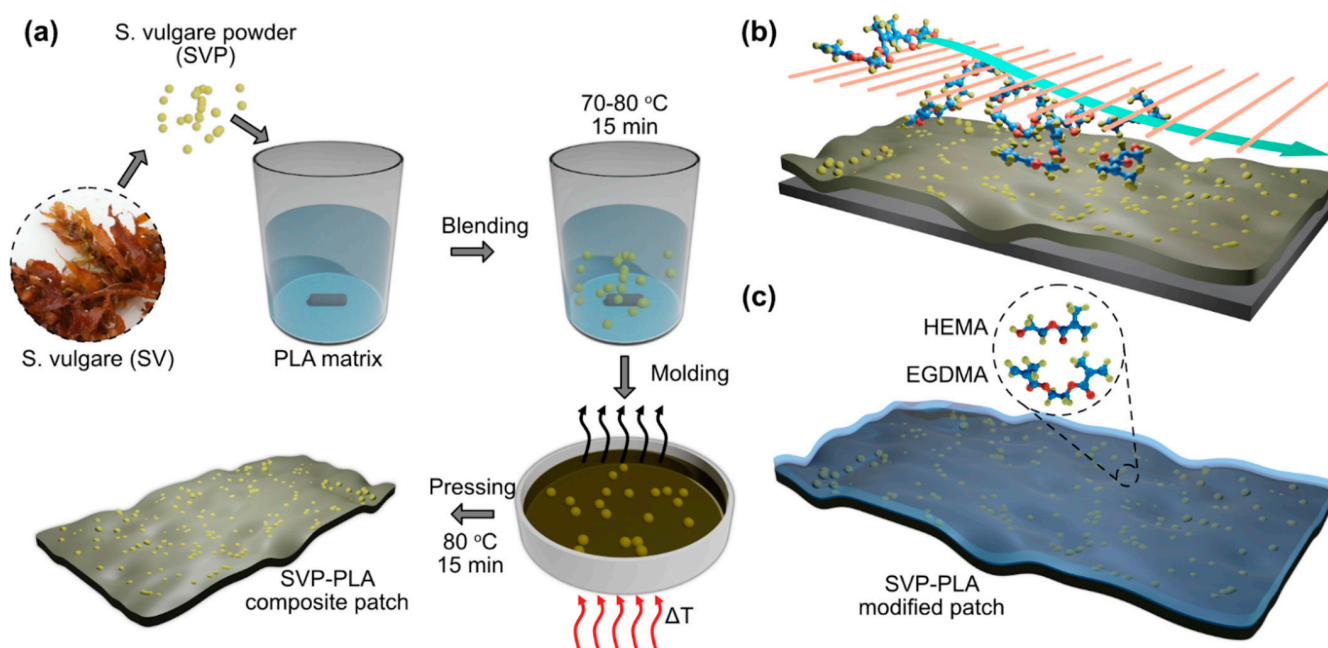 (a)
S. vulgare powder
(SVP)
S. vulgare (SV)
PLA matrix
Blending
70-80 °C
15 min
Molding
ΔT
Pressing
80 °C
15 min
SVP-PLA
composite patch
(b)
(c)
HEMA
EGDMA
SVP-PLA
modified patch